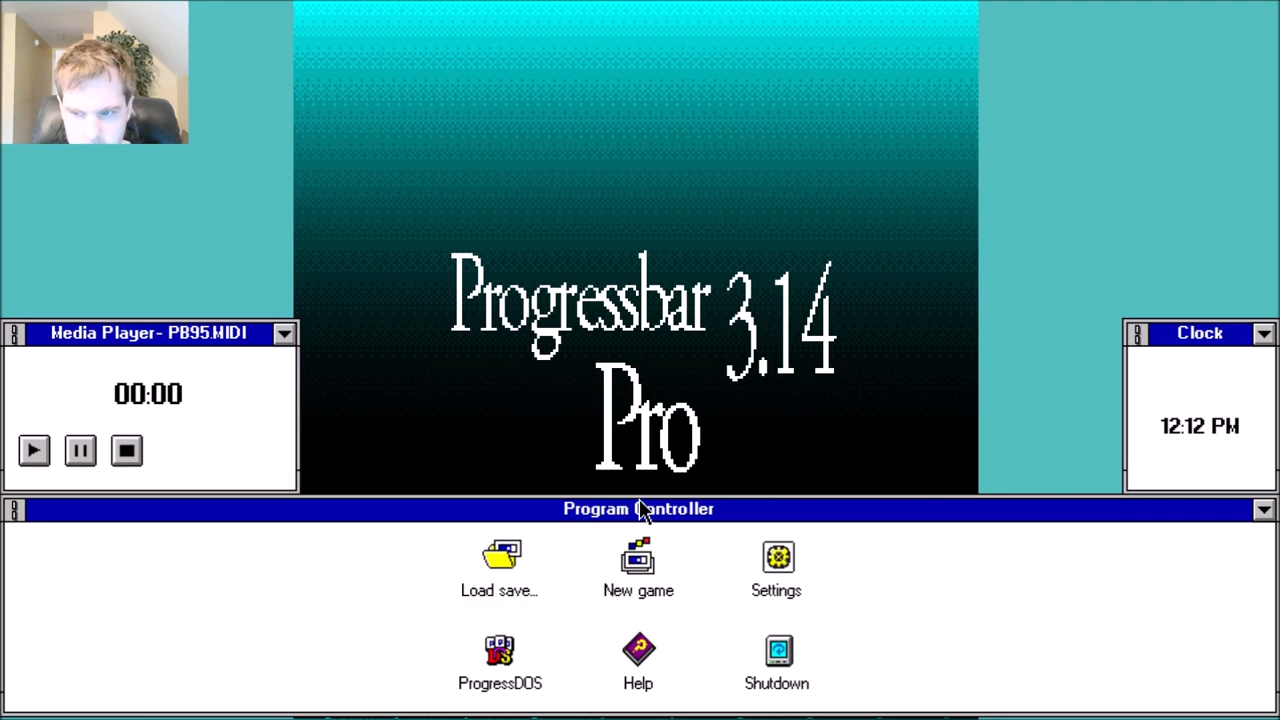 Progressbar 3.14
Pro
Media Player- PB95.MIDI
00:00
Clock
12:12 PM
Program Controller
Load save...
New game
Settings
ProgressDOS
Help
Shutdown